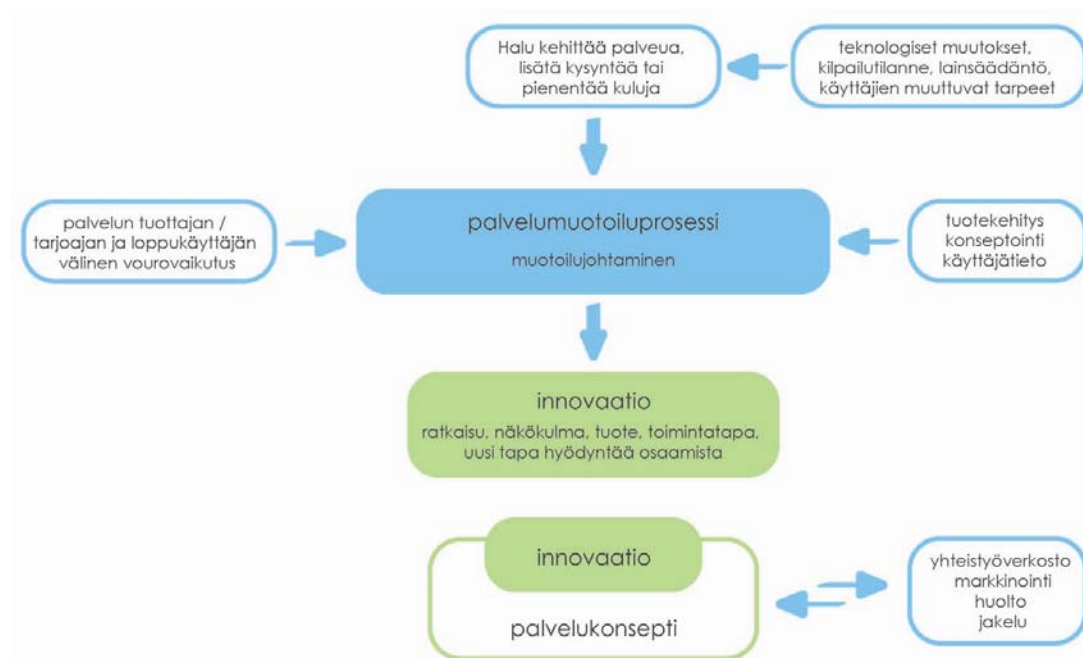 Halu kehittää palveua,
lisätä kysyntää tai
pienentää kuluja
teknologiset muutokset,
kilpailutilanne, lainsäädäntö,
käyttäjien muuttuvat tarpeet
palvelun tuottajan /
tarjoajan ja loppukäyttäjän
välinen vourovaikutus
palvelumuotoiluprosessi
muotoilujohtaminen
tuotekehitys
konseptointi
käyttäjätieto
innovaatio
ratkaisu, näkökulma, tuote, toimintatapa,
uusi tapa hyödyntää osaamista
innovaatio
palvelukonsepti
yhteistyöverkosto
markkinointi
huolto
jakelu